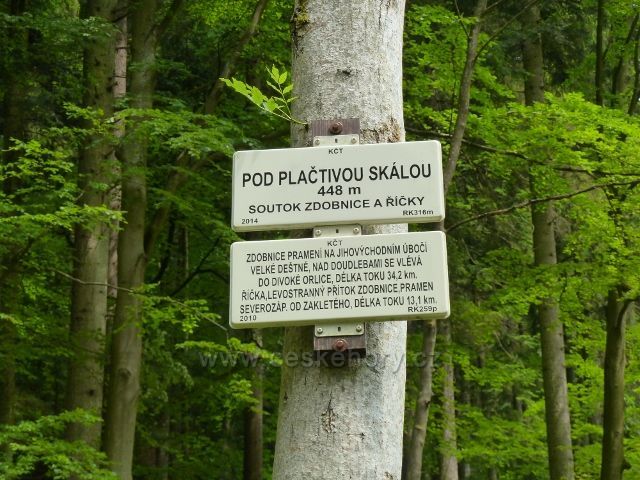 KČT
POD PLAČTIVOU SKÁLOU
448 m
SOUTOK ZDOBNICE A ŘÍČKY
2014 RK316m
KČT
ZDOBNICE PRAMENÍ NA JIHOVÝCHODNÍM ÚBOČÍ
VELKÉ DEŠTNÉ, NAD DOUDLEBAMI SE VLÉVÁ
DO DIVOKÉ ORLICE, DÉLKA TOKU 34,2 km.
ŘÍČKA,LEVOSTRANNÝ PŘÍTOK ZDOBNICE,PRAMEN
SEVEROZÁP. OD ZAKLETÉHO, DÉLKA TOKU 13,1 km.
2010 RK259p
www.ceskehory.cz